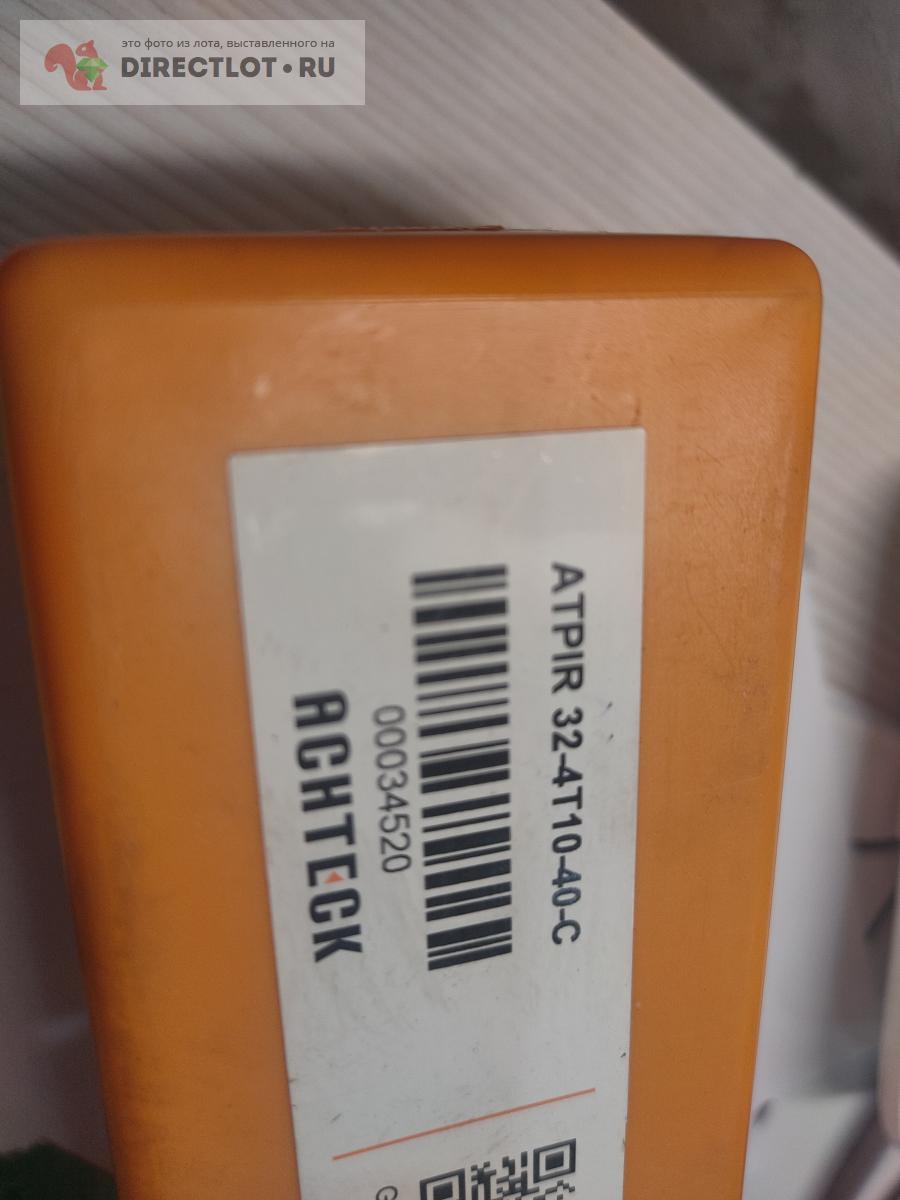 это фото из лота, выставленного на
DIRECTLOT.RU
ATPIR 32-4T10-40-C
00034520
ACHTECK
G